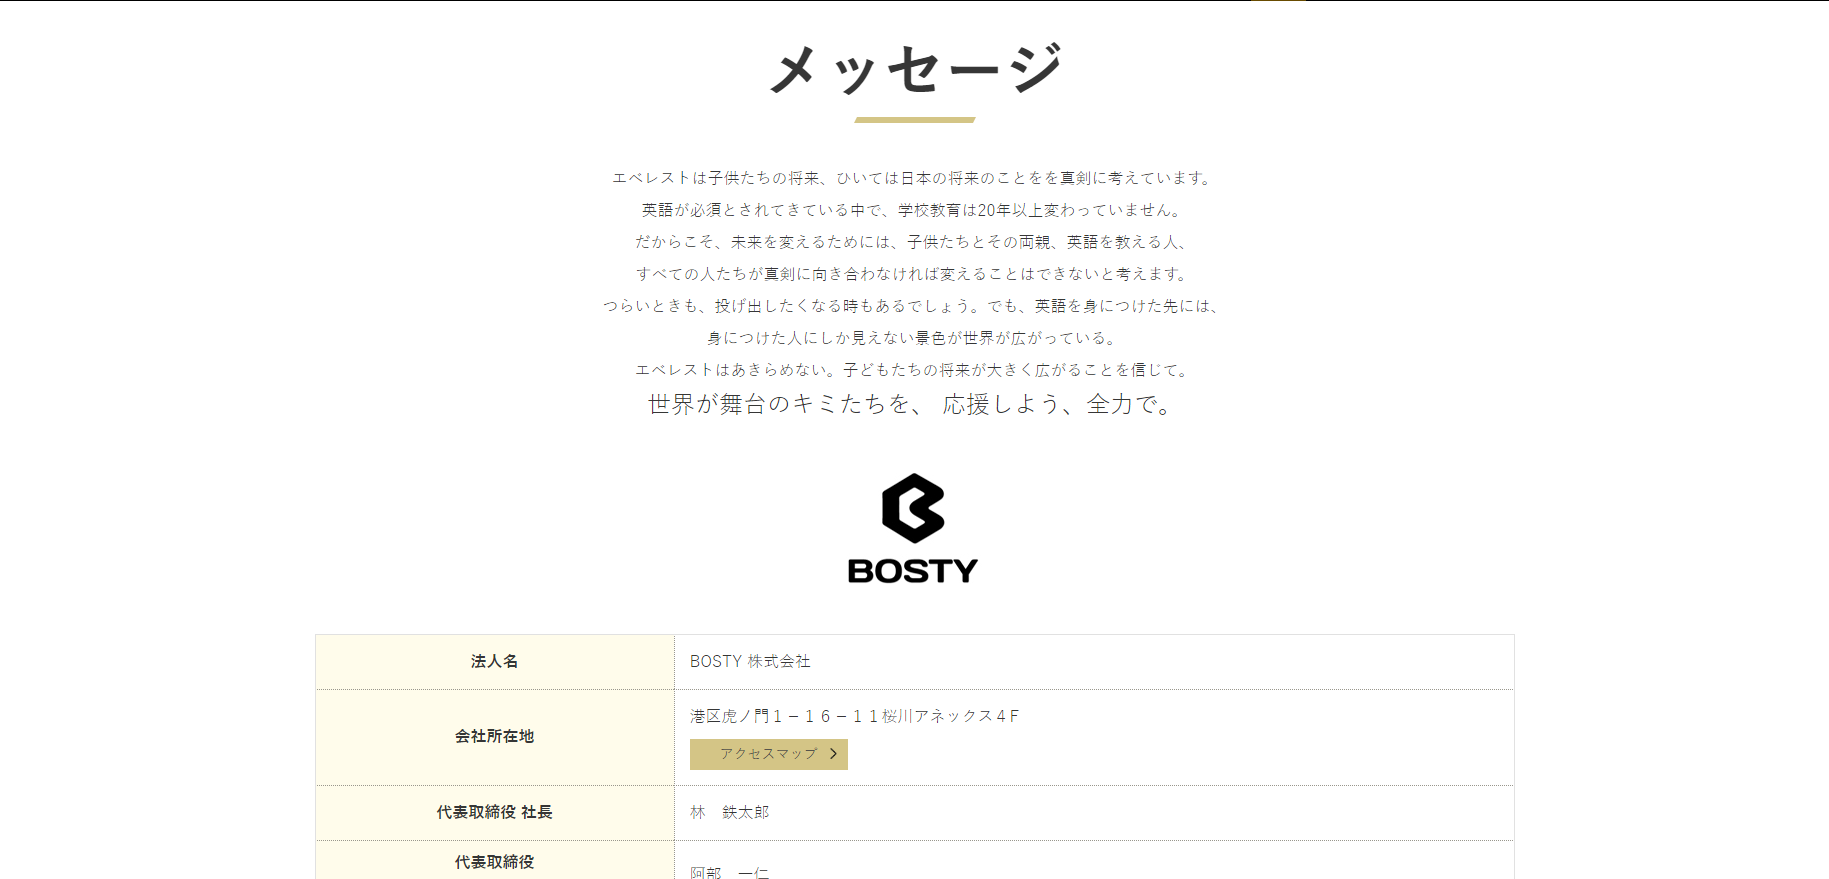 メッセージ
エベレストは子供たちの将来、ひいては日本の将来のことをを真剣に考えています。
英語が必須とされてきている中で、学校教育は20年以上変わっていません。
だからこそ、未来を変えるためには、子供たちとその両親、英語を教える人、
すべての人たちが真剣に向き合わなければ変えることはできないと考えます。
つらいときも、投げ出したくなる時もあるでしょう。でも、英語を身につけた先には、
身につけた人にしか見えない景色が世界が広がっている。
エベレストはあきらめない。子どもたちの将来が大きく広がることを信じて。
世界が舞台のキミたちを、 応援しよう、全力で。
BOSTY
法人名
BOSTY 株式会社
会社所在地
港区虎ノ門１－１６－１１桜川アネックス４F
アクセスマップ
代表取締役 社長
林　鉄太郎
代表取締役
阿部　一仁